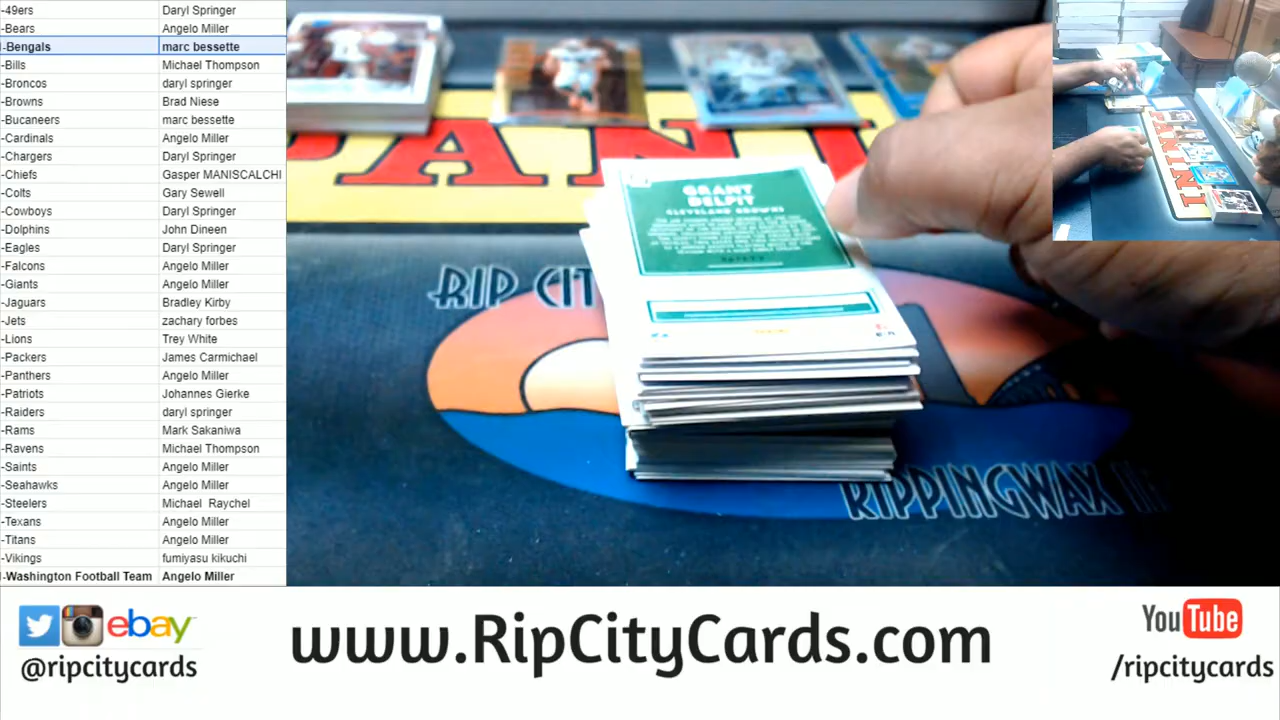 -49ers Daryl Springer
-Bears Angelo Miller
-Bengals marc bessette
-Bills Michael Thompson
-Broncos daryl springer
-Browns Brad Niese
-Bucaneers marc bessette
-Cardinals Angelo Miller
-Chargers Daryl Springer
-Chiefs Gasper MANISCALCHI
-Colts Gary Sewell
-Cowboys Daryl Springer
-Dolphins John Dineen
-Eagles Daryl Springer
-Falcons Angelo Miller
-Giants Angelo Miller
-Jaguars Bradley Kirby
-Jets zachary forbes
-Lions Trey White
-Packers James Carmichael
-Panthers Angelo Miller
-Patriots Johannes Gierke
-Raiders daryl springer
-Rams Mark Sakaniwa
-Ravens Michael Thompson
-Saints Angelo Miller
-Seahawks Angelo Miller
-Steelers Michael Raychel
-Texans Angelo Miller
-Titans Angelo Miller
-Vikings fumiyasu kikuchi
-Washington Football Team Angelo Miller
PANI
GRANT
DELPIT
CLEVELAND BROWNS
RIP CIT
RIPPINGWAX
ebay
@ripcitycards
www.RipCityCards.com
YouTube
/ripcitycards